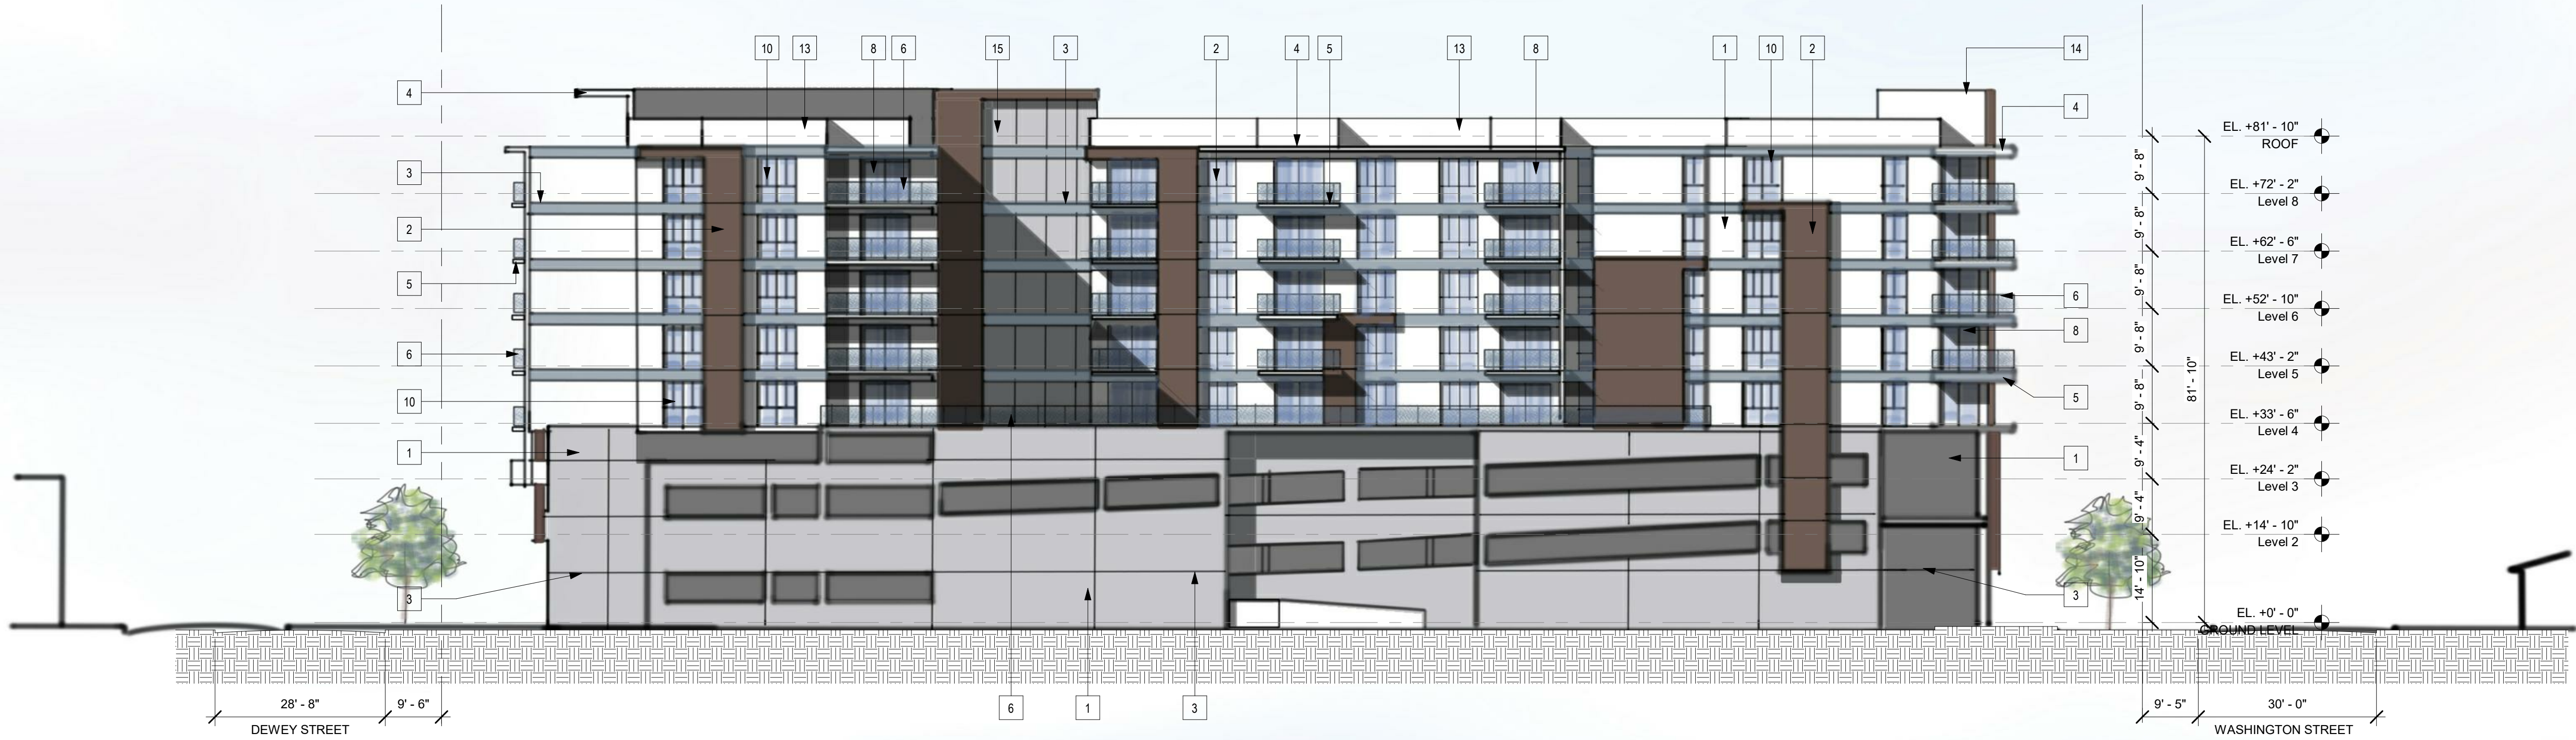 10 13 8 6 15 3 2 4 5 13 8 1 10 2 14
4
4
EL. +81' - 10"
ROOF
9' - 8"
3
EL. +72' - 2"
Level 8
9' - 8"
2
EL. +62' - 6"
Level 7
9' - 8"
5
6
EL. +52' - 10"
Level 6
9' - 8"
8
6
EL. +43' - 2"
Level 5
81' - 10"
9' - 8"
10
5
EL. +33' - 6"
Level 4
9' - 4"
1
1
EL. +24' - 2"
Level 3
9' - 4"
EL. +14' - 10"
Level 2
14' - 10"
3
3
EL. +0' - 0"
GROUND LEVEL
6 1 3
28' - 8" 9' - 6"
DEWEY STREET
9' - 5" 30' - 0"
WASHINGTON STREET